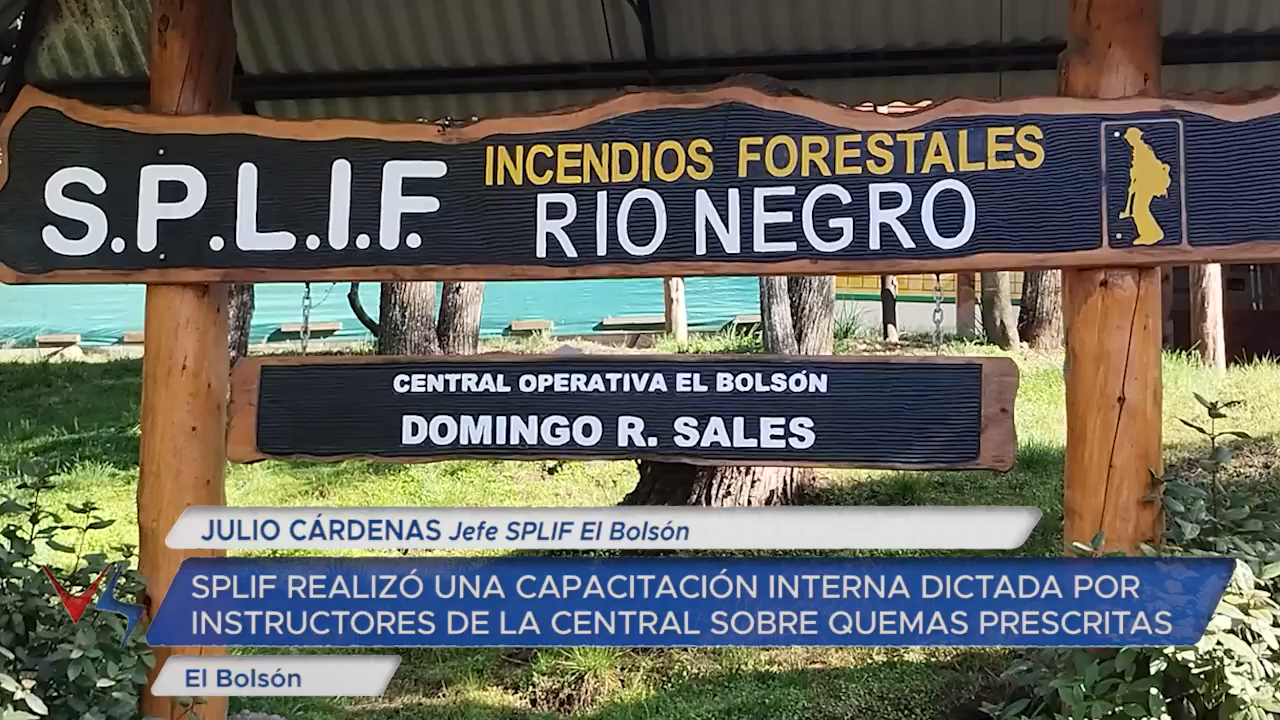 S.P.L.I.F.
INCENDIOS FORESTALES
RIO NEGRO
CENTRAL OPERATIVA EL BOLSÓN
DOMINGO R. SALES
JULIO CÁRDENAS Jefe SPLIF El Bolsón
SPLIF REALIZÓ UNA CAPACITACIÓN INTERNA DICTADA POR
INSTRUCTORES DE LA CENTRAL SOBRE QUEMAS PRESCRITAS
El Bolsón